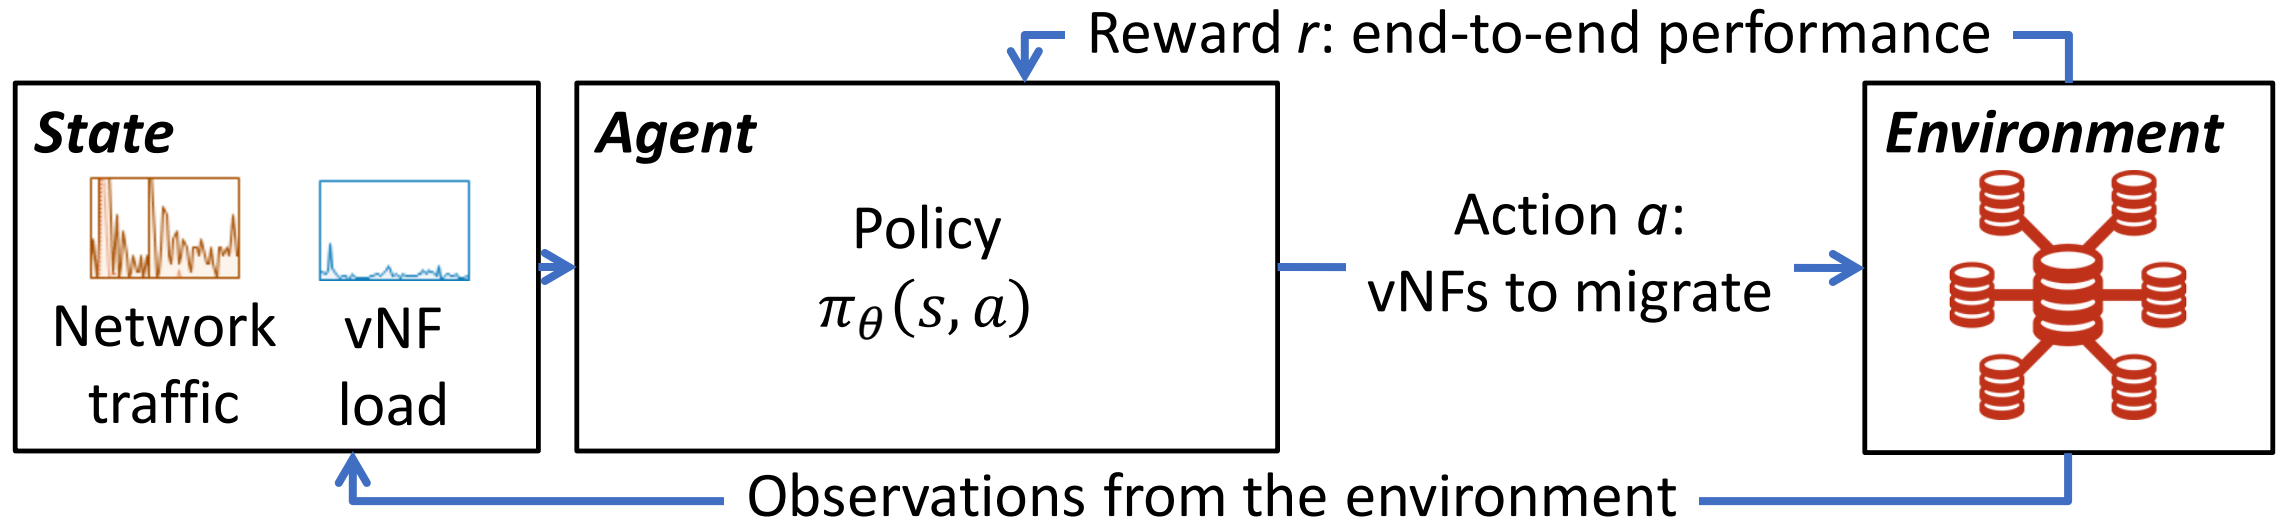 Reward r: end-to-end performance
State
Network
traffic
vNF
load
Agent
Policy
π_θ(s, a)
Action a:
vNFs to migrate
Environment
Observations from the environment